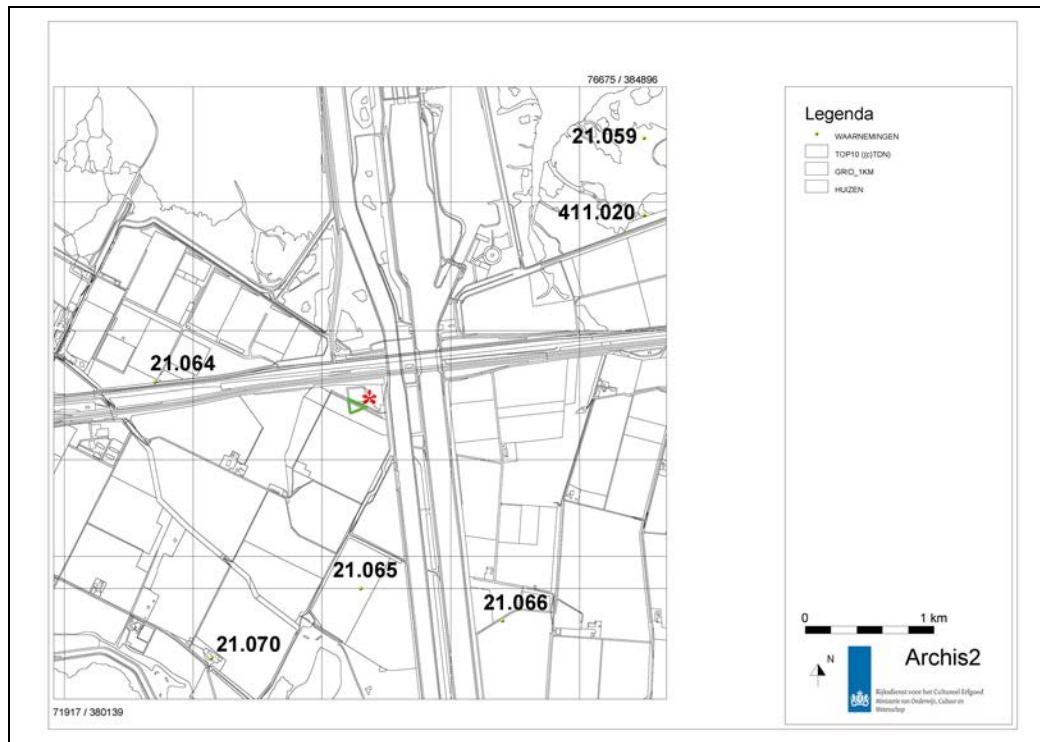 76675 / 384896
21.059
411.020
21.064
21.065
21.066
21.070
71917 / 380139
Legenda
WAARNEMINGEN
TOP10 ((c)TDN)
GRID_1KM
HUIZEN
0 1 km
N
Archis2
Rijksdienst voor het Cultureel Erfgoed
Ministerie van Onderwijs, Cultuur en
Wetenschap